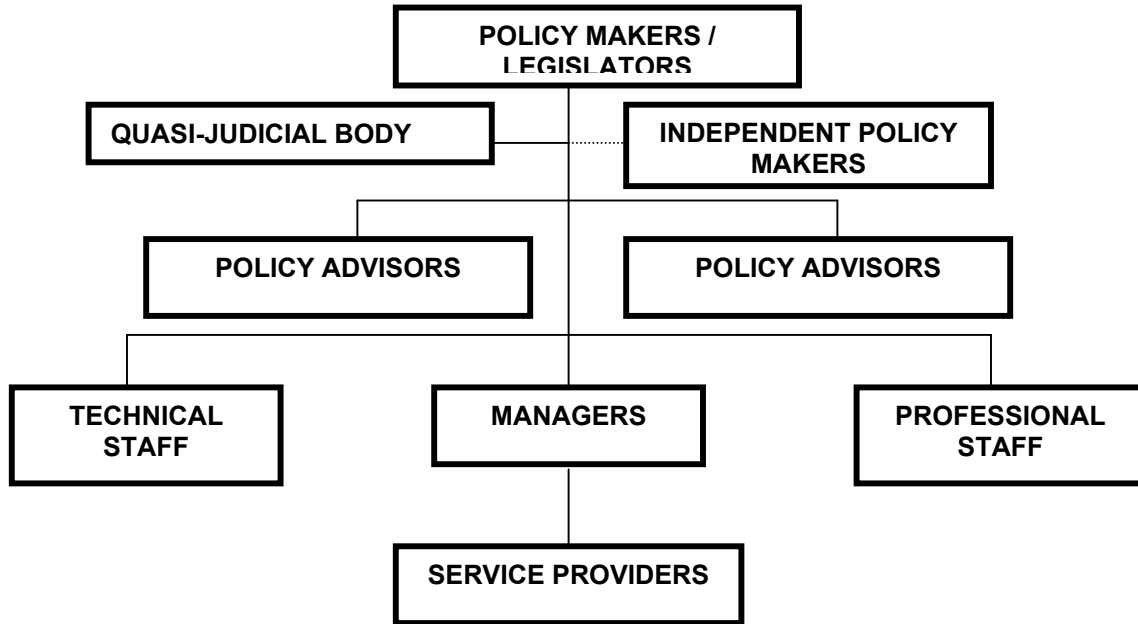 POLICY MAKERS /
LEGISLATORS
QUASI-JUDICIAL BODY
INDEPENDENT POLICY
MAKERS
POLICY ADVISORS
POLICY ADVISORS
TECHNICAL
STAFF
MANAGERS
PROFESSIONAL
STAFF
SERVICE PROVIDERS